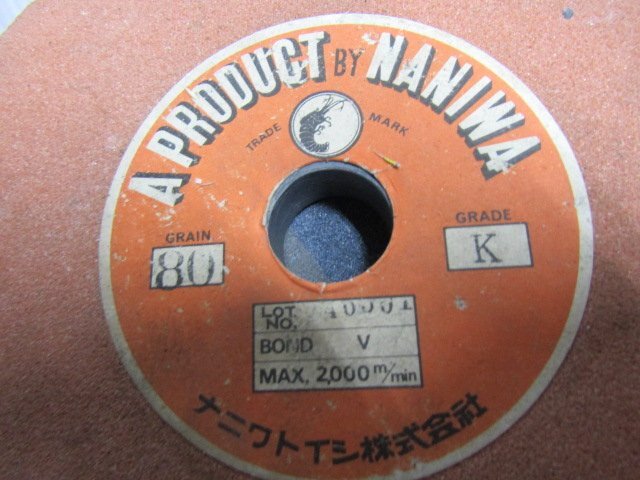 A PRODUCT BY NANIWA
TRADE MARK
GRAIN
80
GRADE
K
LOT NO.
BOND V
MAX. 2,000 m/min
ナニワトイシ株式会社